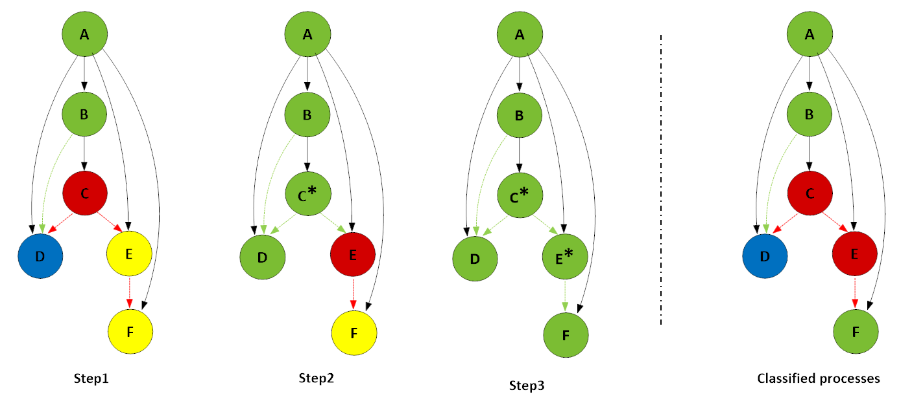 A
B
C
D
E
F
Step1
A
B
C*
D
E
F
Step2
A
B
C*
D
E*
F
Step3
A
B
C
D
E
F
Classified processes